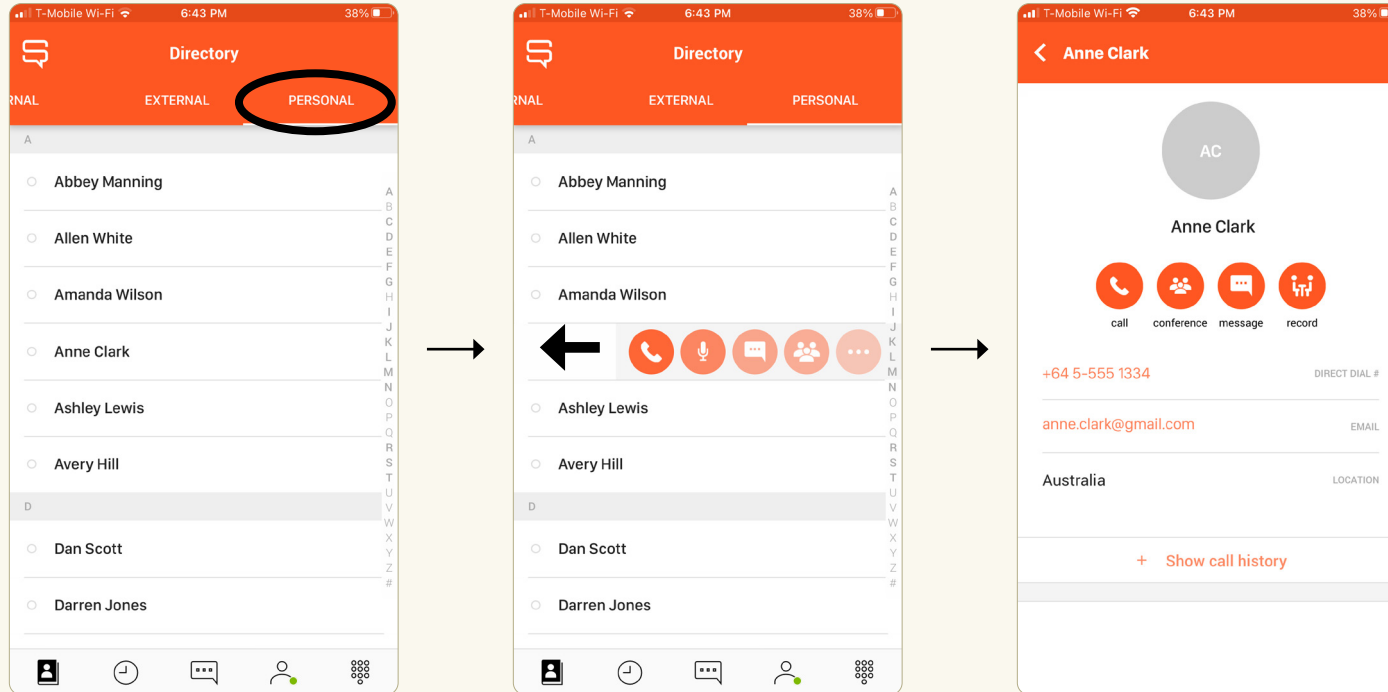 T-Mobile Wi-Fi 6:43 PM 38%
Directory
RNAL EXTERNAL PERSONAL
A
Abbey Manning
Allen White
Amanda Wilson
Anne Clark
Ashley Lewis
Avery Hill
D
Dan Scott
Darren Jones
A
B
C
D
E
F
G
H
I
J
K
L
M
N
O
P
Q
R
S
T
U
V
W
X
Y
Z
#
T-Mobile Wi-Fi 6:43 PM 38%
Directory
RNAL EXTERNAL PERSONAL
A
Abbey Manning
Allen White
Amanda Wilson
Ashley Lewis
Avery Hill
D
Dan Scott
Darren Jones
A
B
C
D
E
F
G
H
I
J
K
L
M
N
O
P
Q
R
S
T
U
V
W
X
Y
Z
#
T-Mobile Wi-Fi 6:43 PM 38%
Anne Clark
AC
Anne Clark
call conference message record
+64 5-555 1334 DIRECT DIAL #
anne.clark@gmail.com EMAIL
Australia LOCATION
+ Show call history